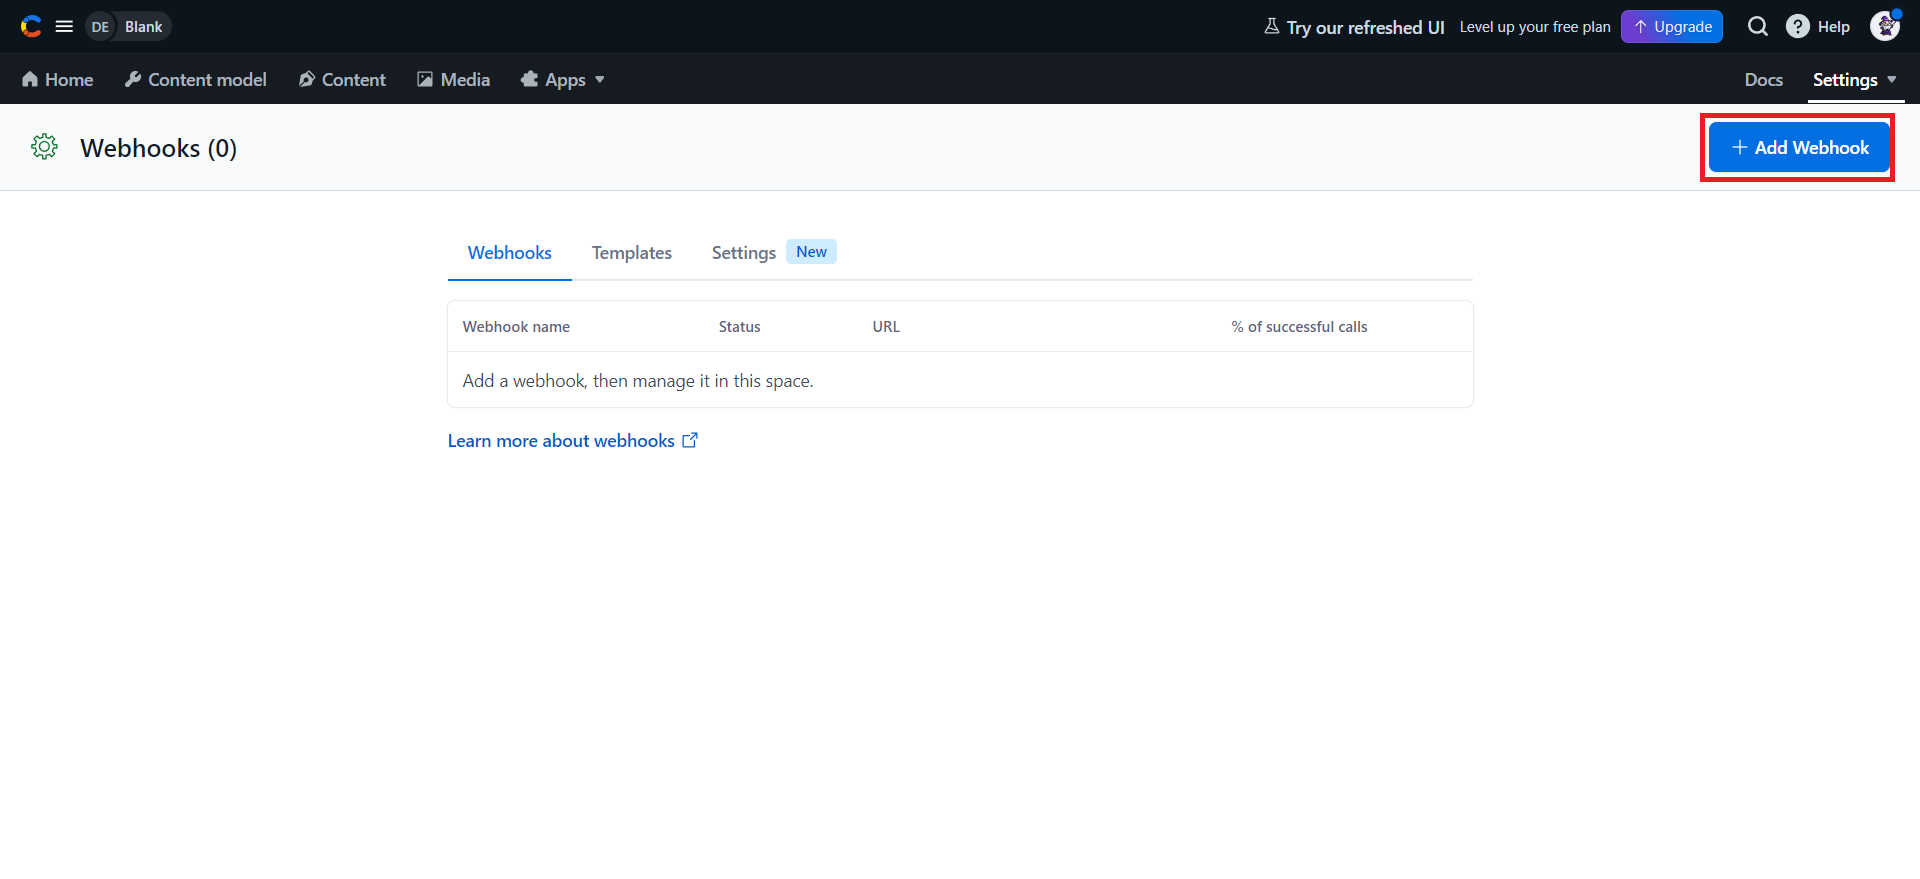 DE Blank Try our refreshed UI Level up your free plan Upgrade ? Help
Home Content model Content Media Apps Docs Settings
Webhooks (0) + Add Webhook
Webhooks Templates Settings New
Webhook name Status URL % of successful calls
Add a webhook, then manage it in this space.
Learn more about webhooks